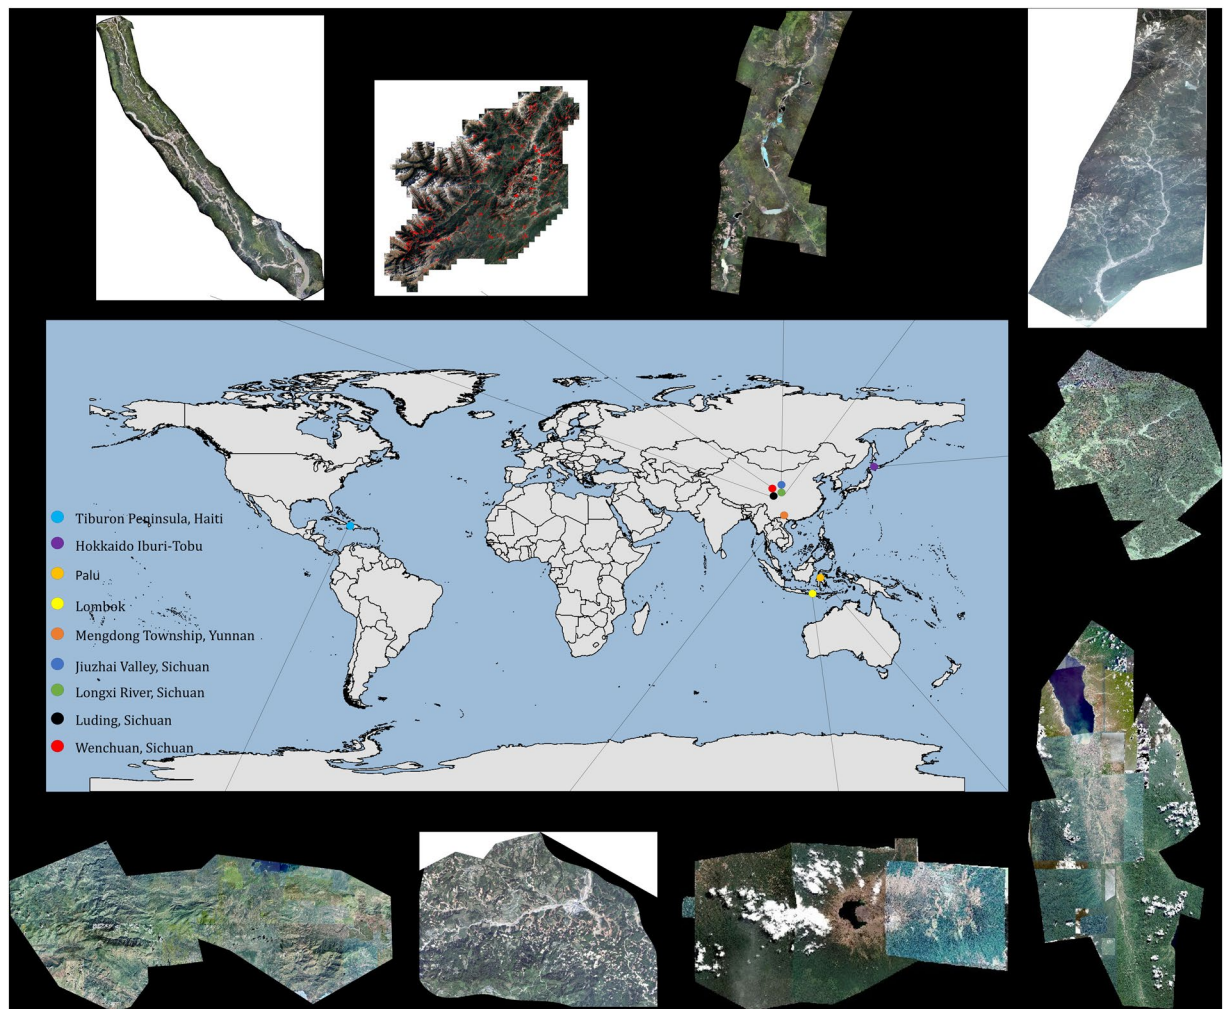 Tiburon Peninsula, Haiti
Hokkaido Iburi-Tobu
Palu
Lombok
Mengdong Township, Yunnan
Jiuzhai Valley, Sichuan
Longxi River, Sichuan
Luding, Sichuan
Wenchuan, Sichuan